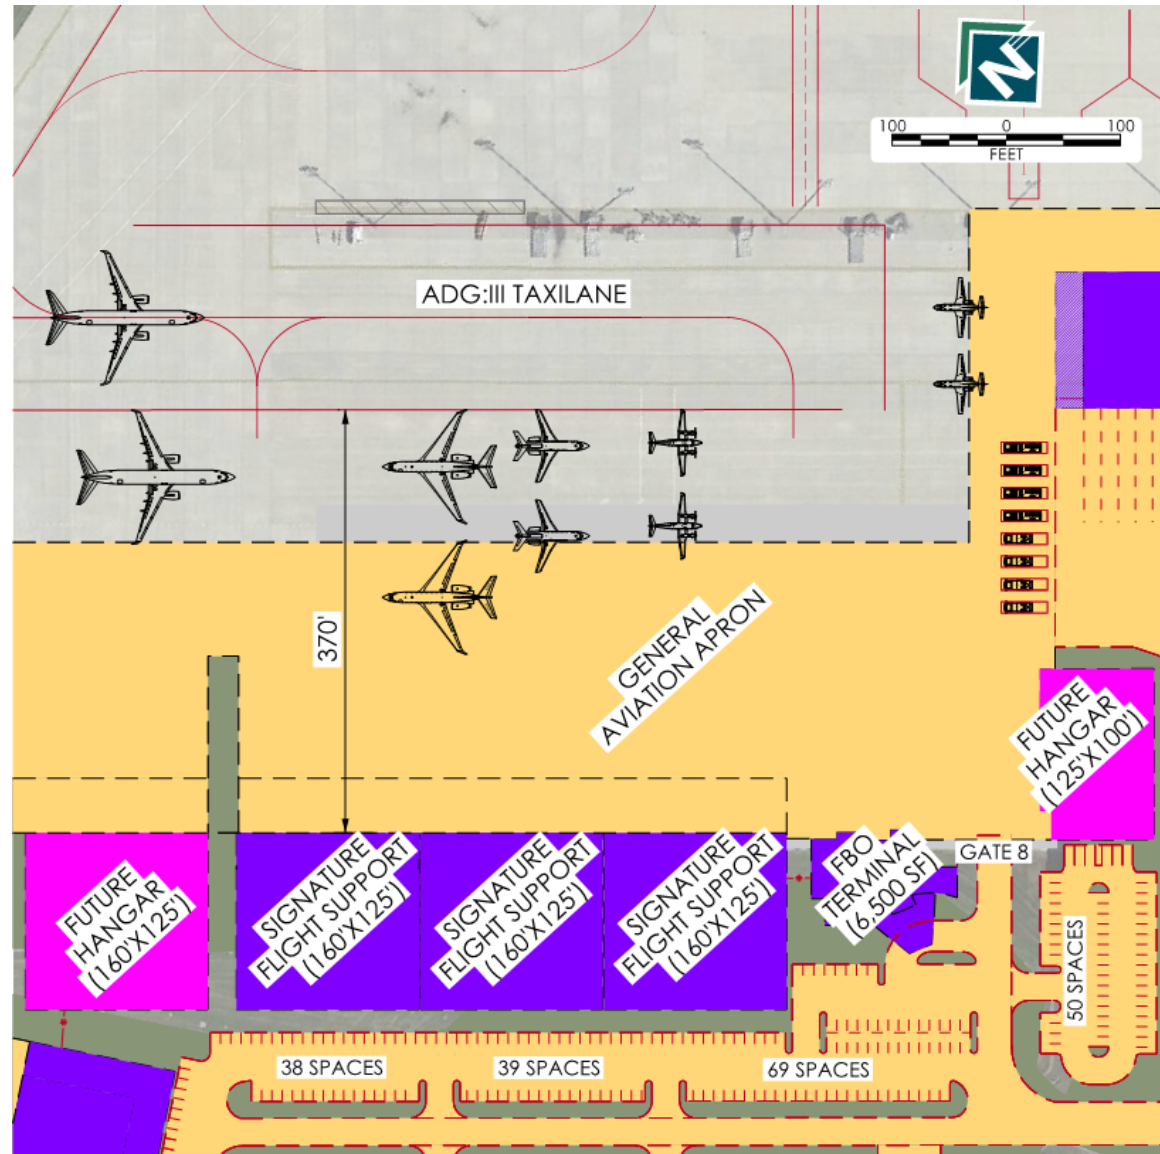 N
100 0 100
FEET
ADG:III TAXILANE
370'
GENERAL
AVIATION APRON
FUTURE
HANGAR
(125'X100')
FUTURE
HANGAR
(160'X125')
SIGNATURE
FLIGHT SUPPORT
(160'X125')
SIGNATURE
FLIGHT SUPPORT
(160'X125')
SIGNATURE
FLIGHT SUPPORT
(160'X125')
FBO
TERMINAL
(6,500 SF)
GATE 8
50 SPACES
38 SPACES
39 SPACES
69 SPACES